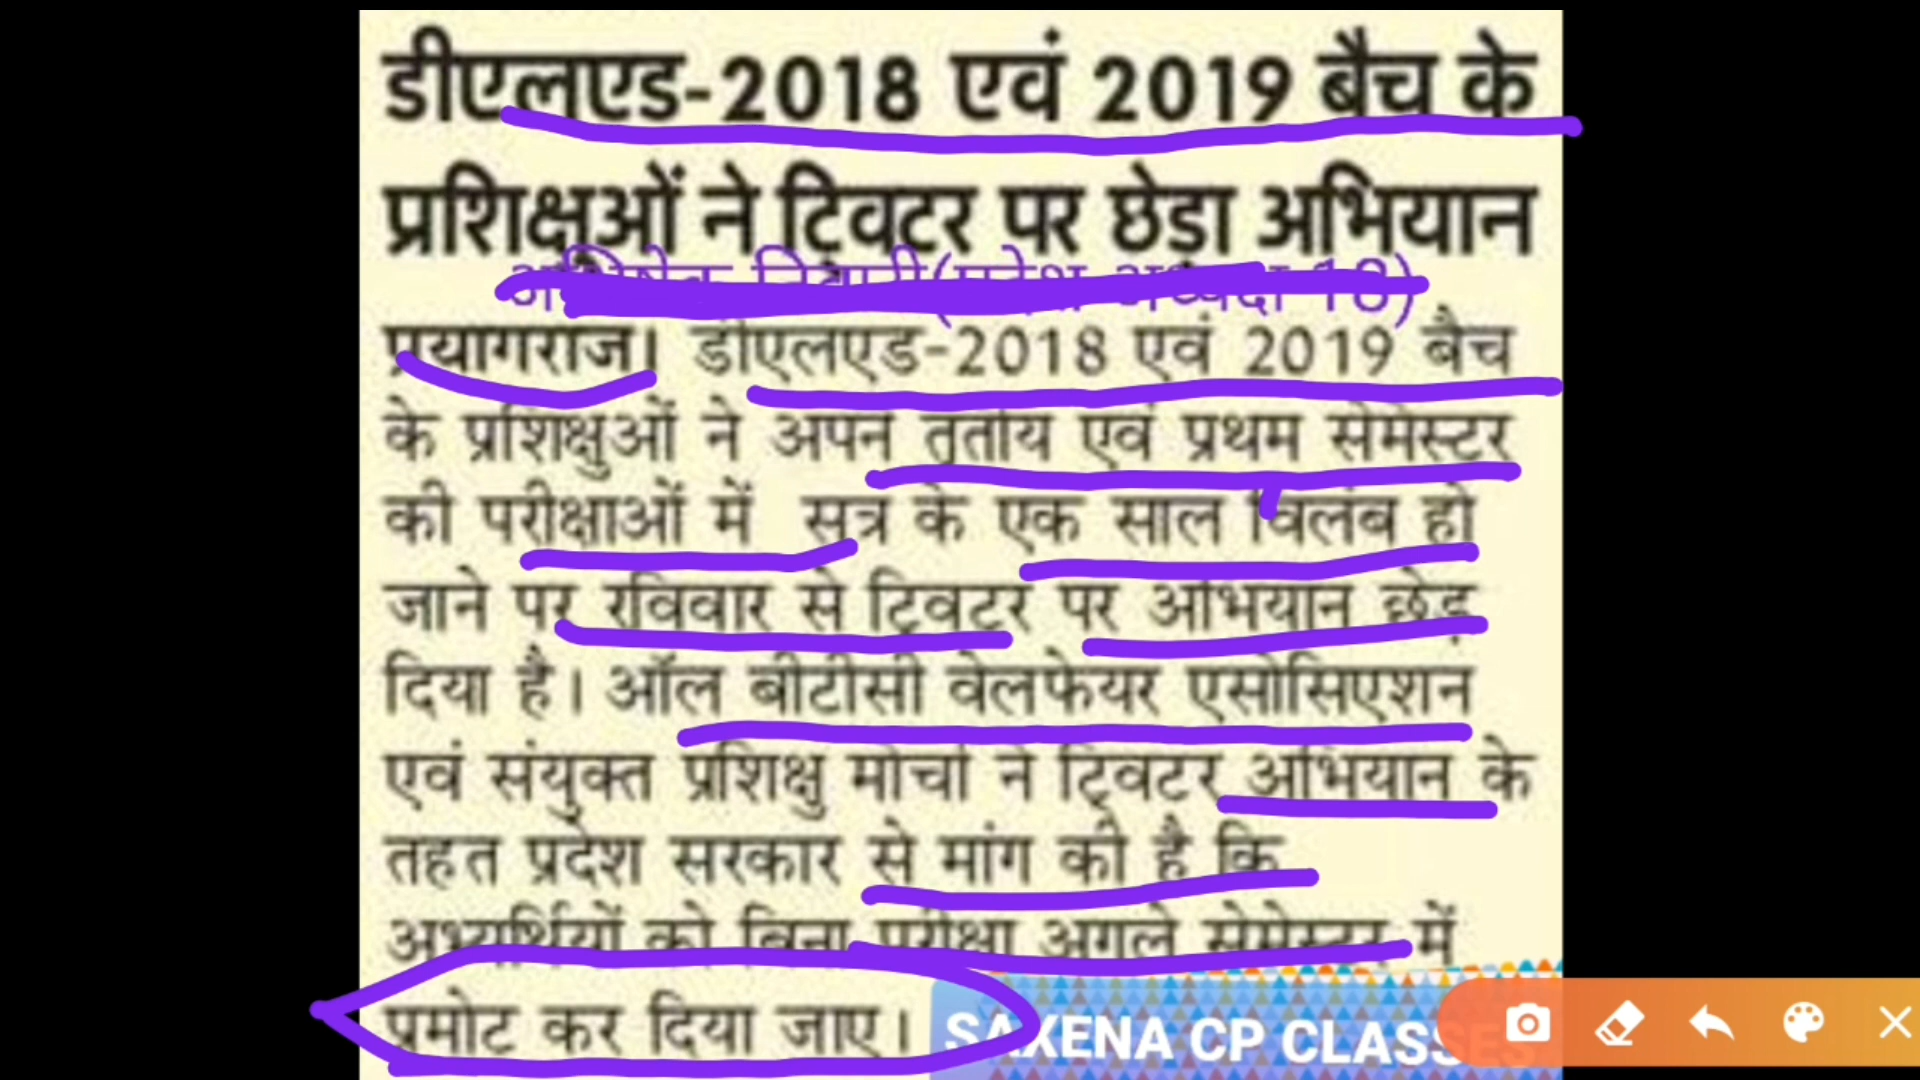 डीएलएड-2018 एवं 2019 बैच के
प्रशिक्षुओं ने ट्विटर पर छेड़ा अभियान
प्रयागराज। डीएलएड-2018 एवं 2019 बैच
के प्रशिक्षुओं ने अपने तृतीय एवं प्रथम सेमेस्टर
की परीक्षाओं में सत्र के एक साल विलंब हो
जाने पर रविवार से ट्विटर पर अभियान छेड़
दिया है। ऑल बीटीसी वेलफेयर एसोसिएशन
एवं संयुक्त प्रशिक्षु मोर्चा ने ट्विटर अभियान के
तहत प्रदेश सरकार से मांग की है कि
अभ्यर्थियों को बिना परीक्षा अगले सेमेस्टर में
प्रमोट कर दिया जाए।
SAXENA CP CLASSES